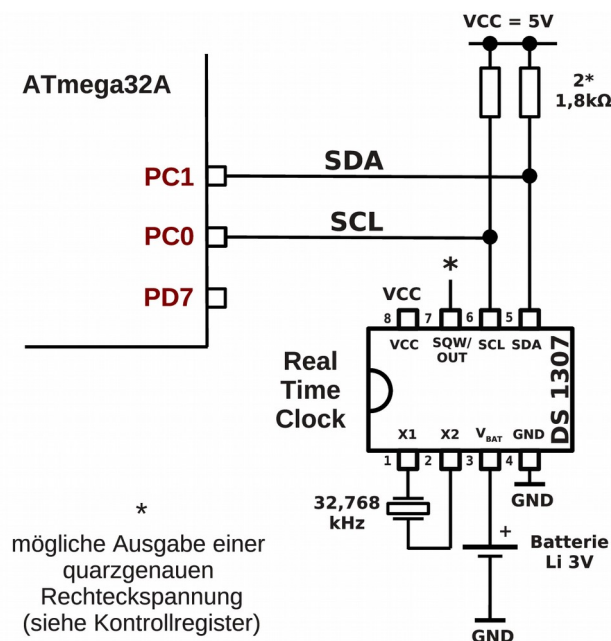 VCC = 5V
ATmega32A
2*
1,8kΩ
PC1
SDA
PC0
SCL
PD7
*
VCC
8
7
6
5
VCC
SQW/
OUT
SCL
SDA
Real
Time
Clock
DS 1307
X1
X2
VBAT
GND
1
2
3
4
GND
32,768
kHz
*
mögliche Ausgabe einer
quarzgenauen
Rechteckspannung
(siehe Kontrollregister)
+
Batterie
Li 3V
GND